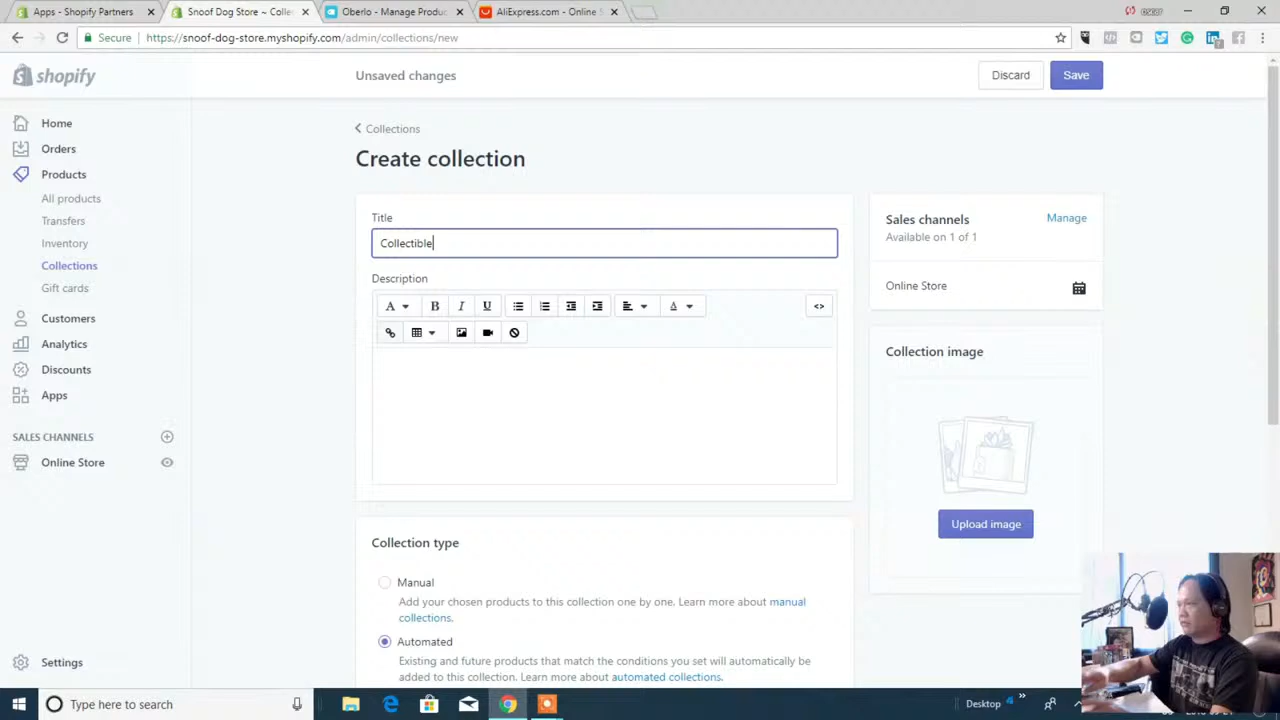 Apps - Shopify Partners
Snoof Dog Store ~ Colle
Oberlo - Manage Produc
AliExpress.com - Online S
oscar
Secure
https://snoof-dog-store.myshopify.com/admin/collections/new
shopify
Unsaved changes
Discard
Save
Home
Orders
Products
All products
Transfers
Inventory
Collections
Gift cards
Customers
Analytics
Discounts
Apps
SALES CHANNELS
Online Store
Settings
Collections
Create collection
Title
Collectible
Description
A
B
I
U
A
<>
Collection type
Manual
Add your chosen products to this collection one by one. Learn more about manual
collections.
Automated
Existing and future products that match the conditions you set will automatically be
added to this collection. Learn more about automated collections.
Sales channels
Manage
Available on 1 of 1
Online Store
Collection image
Upload image
Type here to search
Desktop